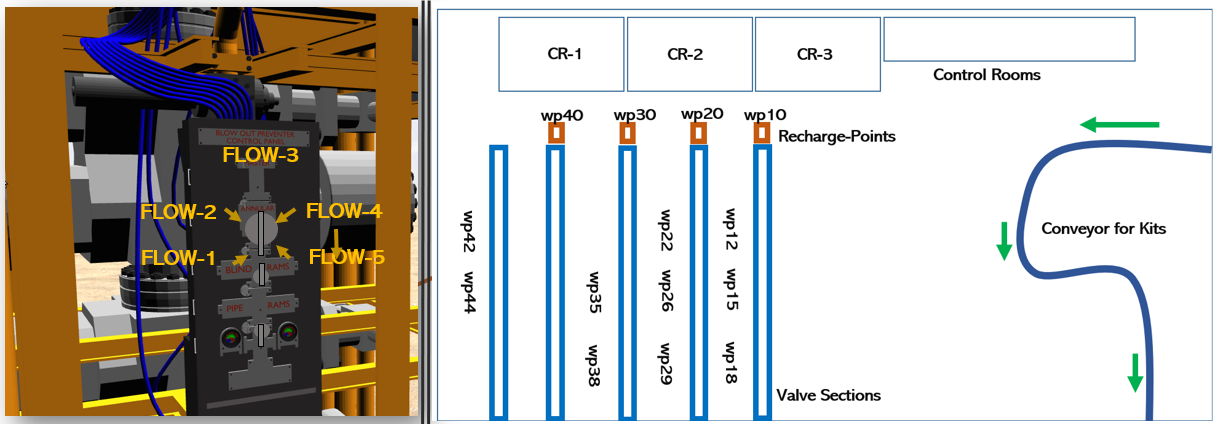 BLOW OUT PREVENTER
CONTROL PANEL
FLOW-3
FLOW-2
ANNULAR
FLOW-4
FLOW-1
FLOW-5
BLIND RAMS
PIPE RAMS
CR-1
CR-2
CR-3
Control Rooms
wp40
wp30
wp20
wp10
Recharge-Points
wp42
wp22
wp12
Conveyor for Kits
wp44
wp35
wp26
wp15
wp38
wp29
wp18
Valve Sections